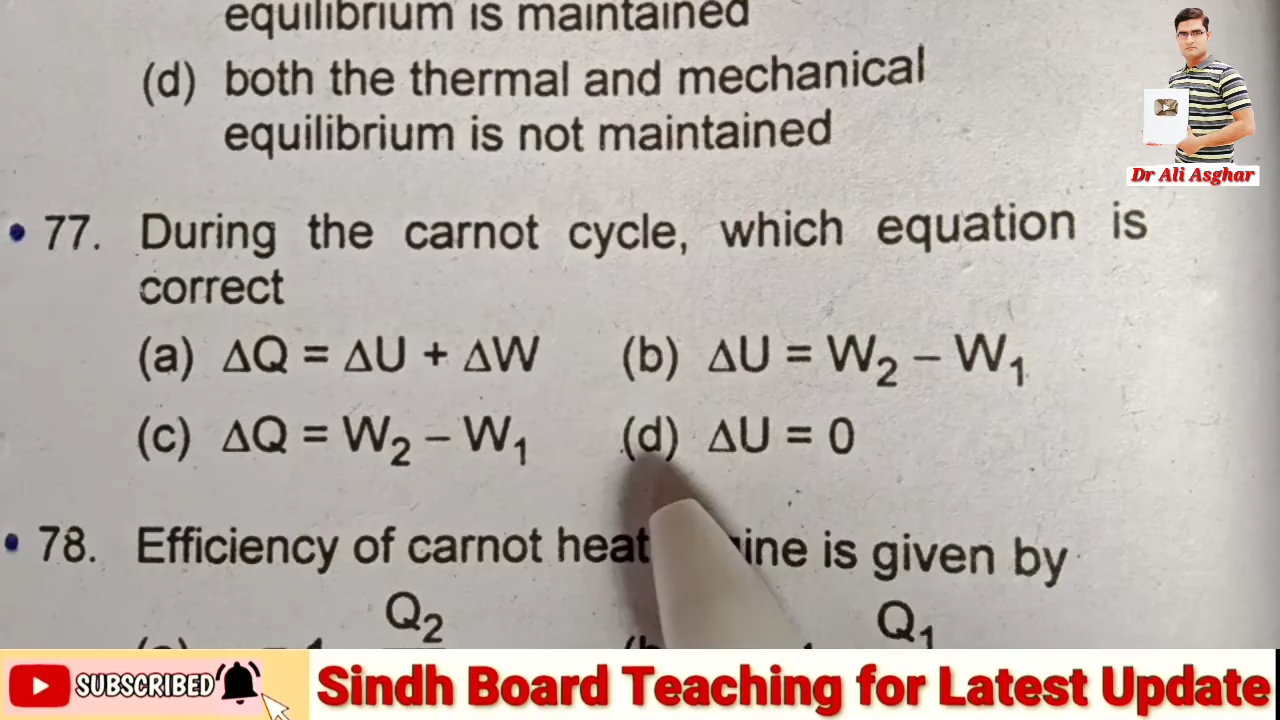 equilibrium is maintained
(d) both the thermal and mechanical
equilibrium is not maintained
Dr Ali Asghar
• 77. During the carnot cycle, which equation is
correct
(a) ΔQ = ΔU + ΔW (b) ΔU = W₂ – W₁
(c) ΔQ = W₂ – W₁ (d) ΔU = 0
• 78. Efficiency of carnot heat is given by
Q₂ Q₁
SUBSCRIBED Sindh Board Teaching for Latest Update